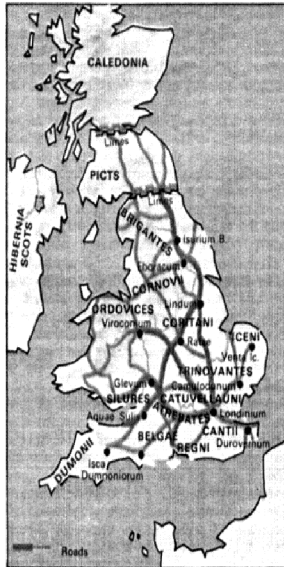 CALEDONIA
Limes
PICTS
Limes
HIBERNIA
SCOTS
BRIGANTES
Isurium B.
Eboracum
CORNOVII
Lindum
ORDOVICES
CORITANI
Viroconium
ICENI
Ratae
Venta Ic.
TRINOVANTES
Glevum
Camulodunum
SILURES
CATUVELLAUNI
Aquae Sulis
ATREBATES
Londinium
CANTII
BELGAE
Durovernum
REGNI
DUMONII
Isca
Dumnoniorum
Roads